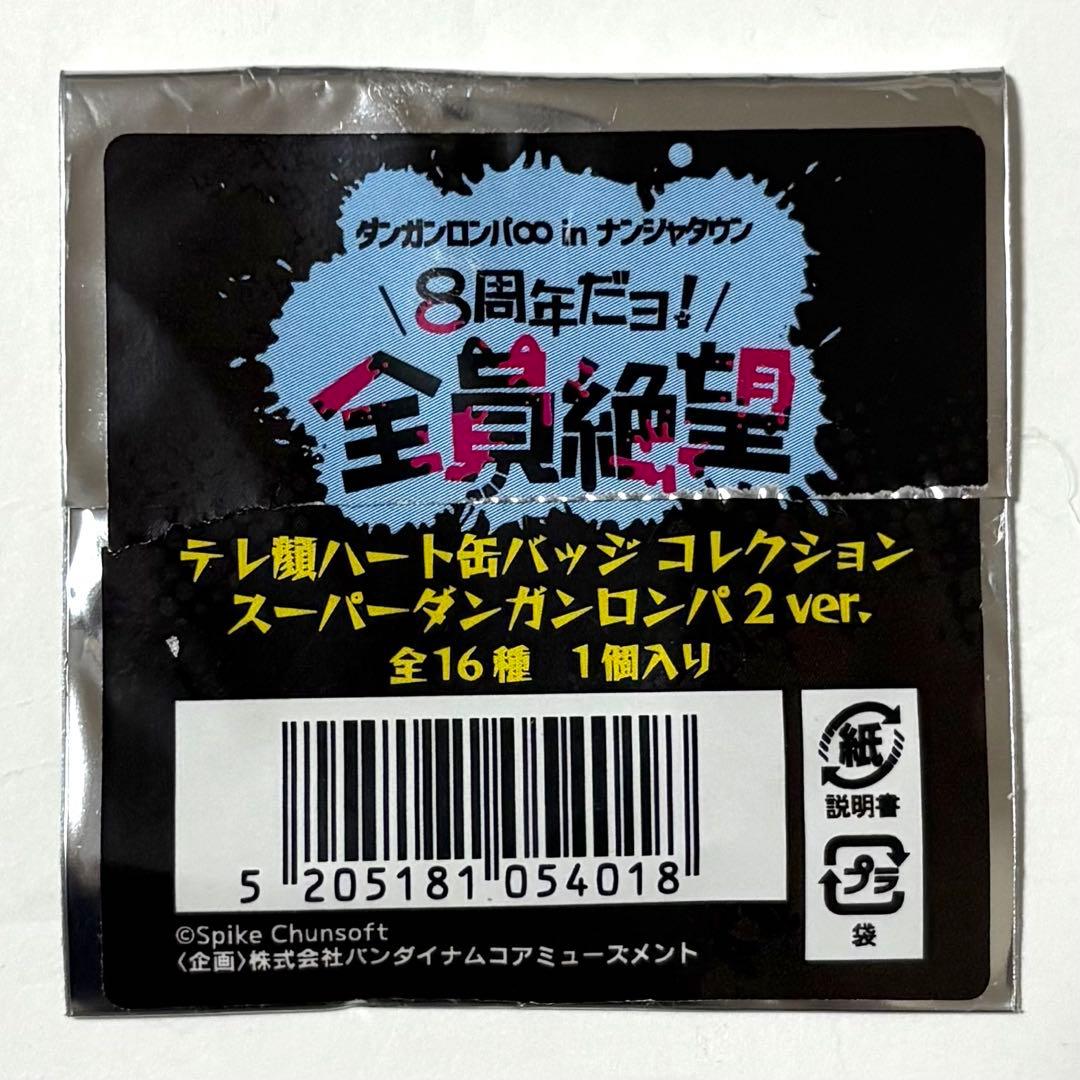 ダンガンロンパ∞ in ナンジャタウン
\8周年だヨ!/
全員絶望
テレ顔ハート缶バッジ コレクション
スーパーダンガンロンパ2 ver.
全16種 1個入り
5 205181 054018
紙
説明書
プラ
袋
©Spike Chunsoft
〈企画〉株式会社バンダイナムコアミューズメント